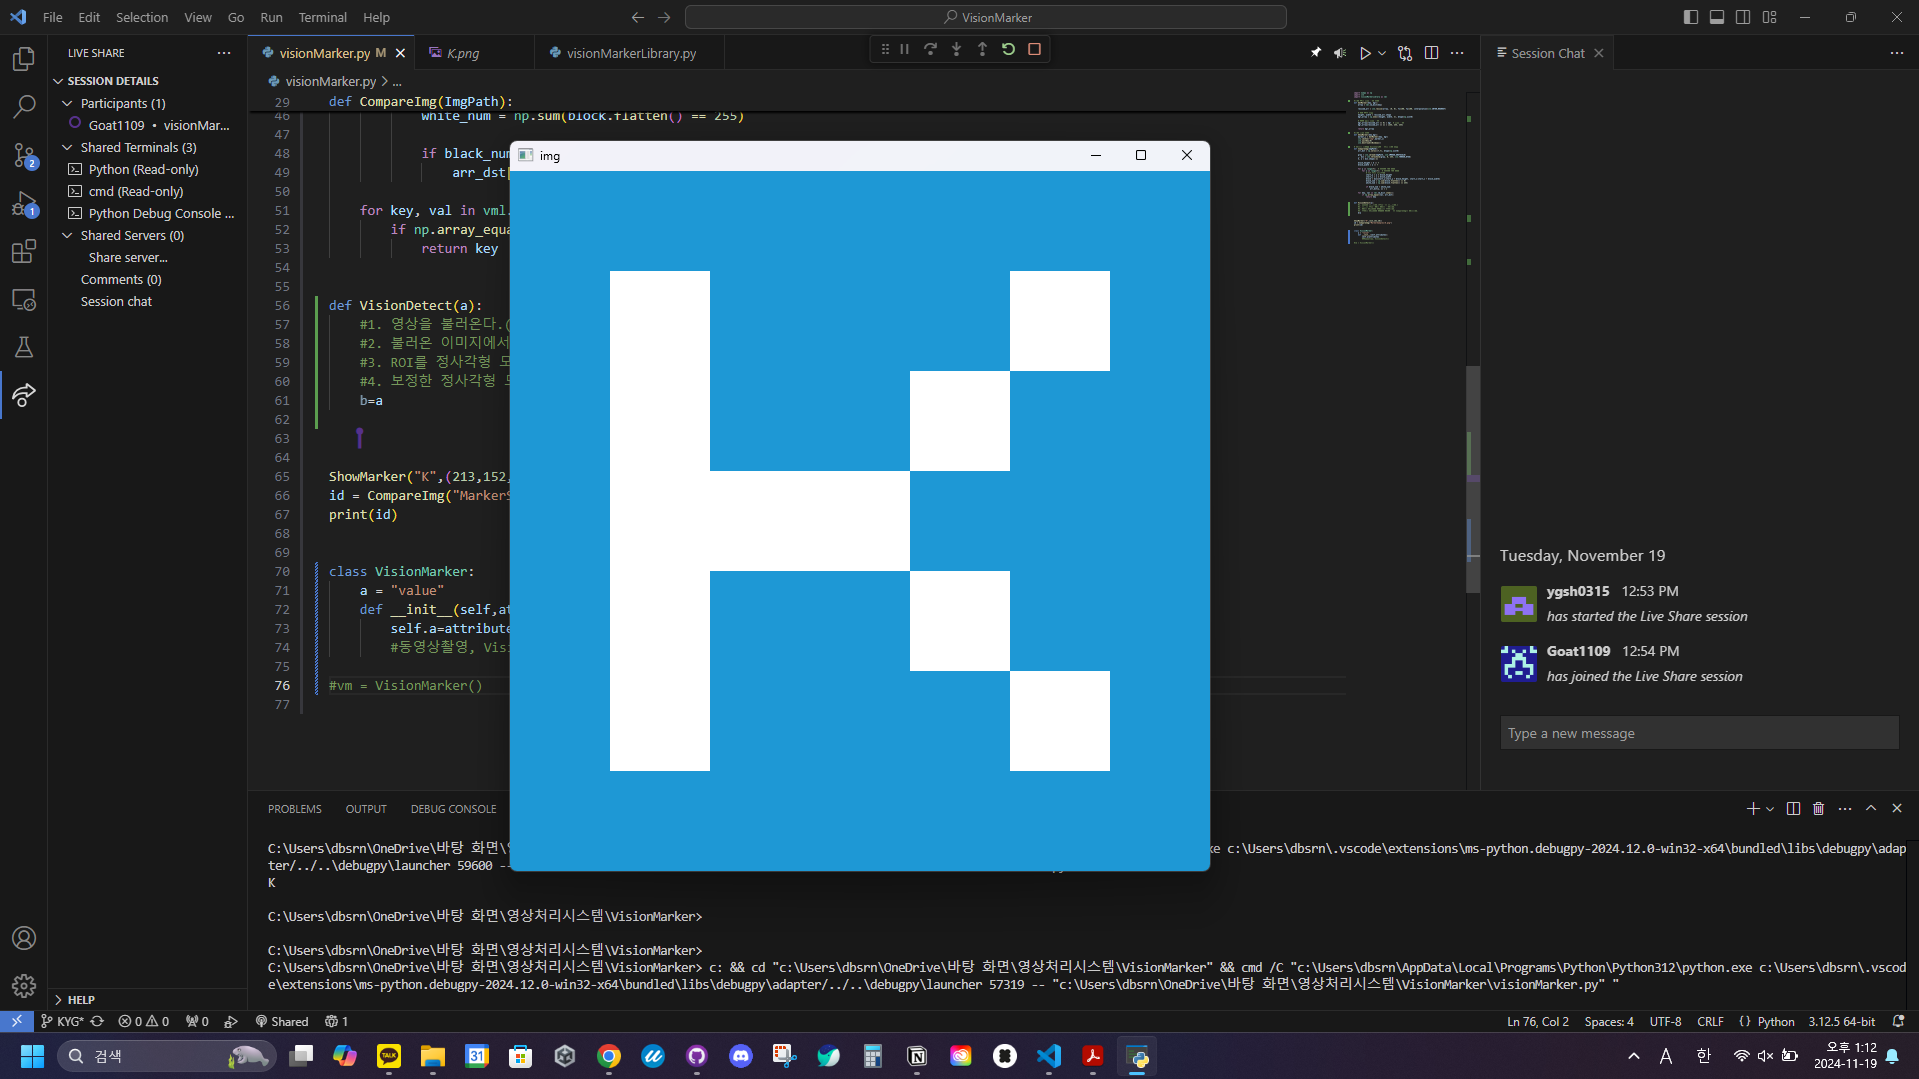 File Edit Selection View Go Run Terminal Help
VisionMarker
LIVE SHARE
SESSION DETAILS
Participants (1)
Goat1109 • visionMar...
Shared Terminals (3)
Python (Read-only)
cmd (Read-only)
Python Debug Console ...
Shared Servers (0)
Share server...
Comments (0)
Session chat
HELP
visionMarker.py M
K.png
visionMarkerLibrary.py
visionMarker.py > ...
29 def CompareImg(ImgPath):
46 white_num = np.sum(block.flatten() == 255)
47
48 if black_num
49 arr_dst[
50
51 for key, val in vml.
52 if np.array_equa
53 return key
54
55
56 def VisionDetect(a):
57 #1. 영상을 불러온다.(
58 #2. 불러온 이미지에서
59 #3. ROI를 정사각형 모
60 #4. 보정한 정사각형 모
61 b=a
62
63
64
65 ShowMarker("K",(213,152,
66 id = CompareImg("MarkerS
67 print(id)
68
69
70 class VisionMarker:
71 a = "value"
72 def __init__(self,at
73 self.a=attribute
74 #동영상촬영, Visi
75
76 #vm = VisionMarker()
77
img
Session Chat
Tuesday, November 19
ygsh0315 12:53 PM
has started the Live Share session
Goat1109 12:54 PM
has joined the Live Share session
Type a new message
PROBLEMS OUTPUT DEBUG CONSOLE
C:\Users\dbsrn\OneDrive\바탕 화면\영상 xe c:\Users\dbsrn\.vscode\extensions\ms-python.debugpy-2024.12.0-win32-x64\bundled\libs\debugpy\adap
ter/../..\debugpy\launcher 59600 --
K
C:\Users\dbsrn\OneDrive\바탕 화면\영상처리시스템\VisionMarker>
C:\Users\dbsrn\OneDrive\바탕 화면\영상처리시스템\VisionMarker>
C:\Users\dbsrn\OneDrive\바탕 화면\영상처리시스템\VisionMarker> c: && cd "c:\Users\dbsrn\OneDrive\바탕 화면\영상처리시스템\VisionMarker" && cmd /C "c:\Users\dbsrn\AppData\Local\Programs\Python\Python312\python.exe c:\Users\dbsrn\.vscod
e\extensions\ms-python.debugpy-2024.12.0-win32-x64\bundled\libs\debugpy\adapter/../..\debugpy\launcher 57319 -- "c:\Users\dbsrn\OneDrive\바탕 화면\영상처리시스템\VisionMarker\visionMarker.py" "
KYG* 0 0 0 Shared 1
Ln 76, Col 2 Spaces: 4 UTF-8 CRLF {} Python 3.12.5 64-bit
검색
A 한
오후 1:12
2024-11-19